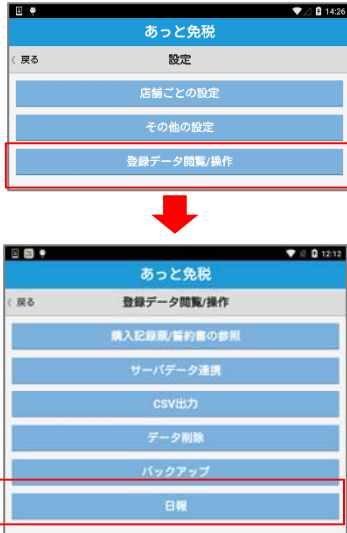 14:26
あっと免税
戻る 設定
店舗ごとの設定
その他の設定
登録データ閲覧/操作
12:12
あっと免税
戻る 登録データ閲覧/操作
購入記録票/誓約書の参照
サーバデータ連携
CSV出力
データ削除
バックアップ
日報